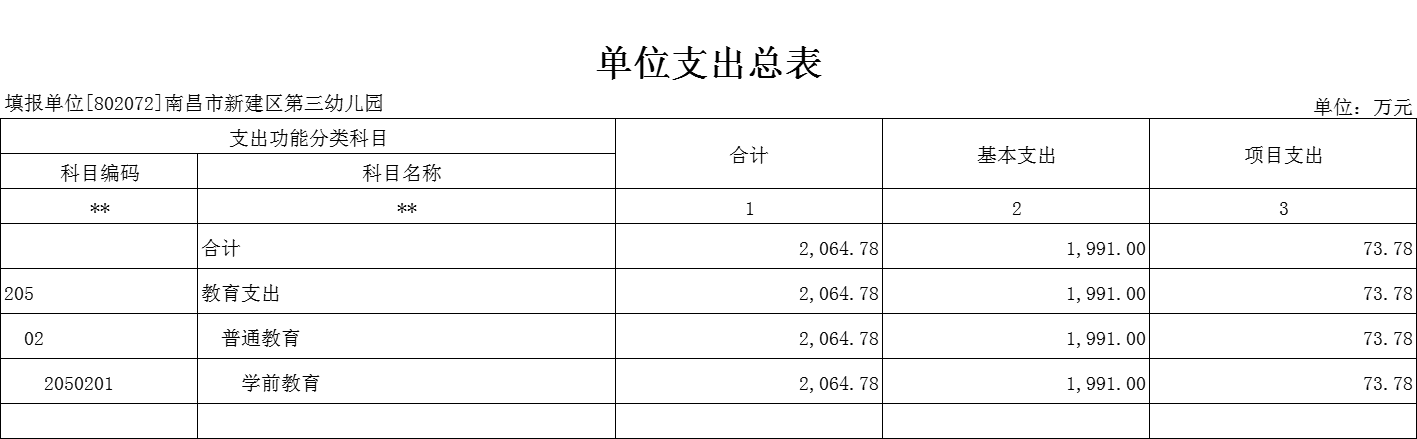 单位支出总表
填报单位[802072]南昌市新建区第三幼儿园 单位：万元
支出功能分类科目 合计 基本支出 项目支出
科目编码 科目名称
** ** 1 2 3
合计 2,064.78 1,991.00 73.78
205 教育支出 2,064.78 1,991.00 73.78
02 普通教育 2,064.78 1,991.00 73.78
2050201 学前教育 2,064.78 1,991.00 73.78